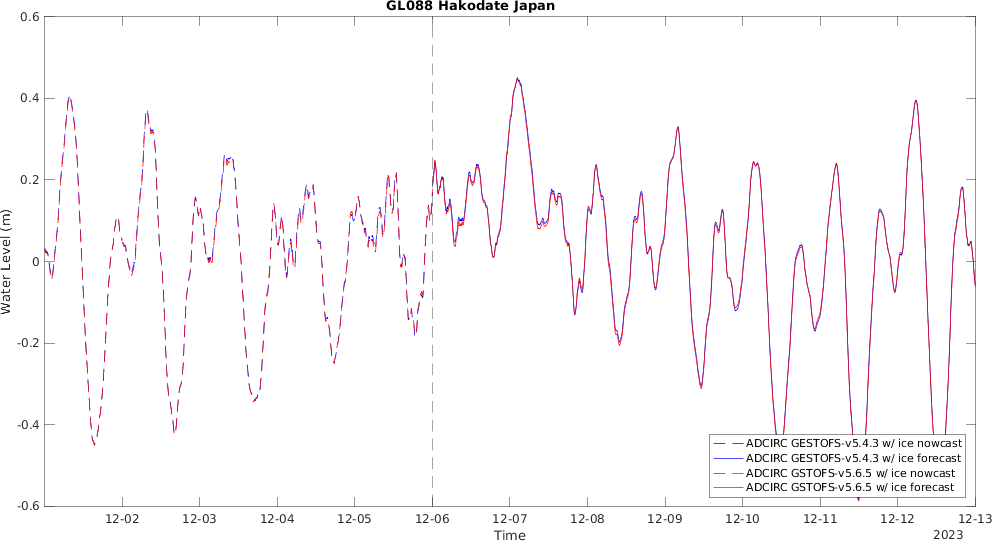 GL088 Hakodate Japan
0.6
0.4
0.2
0
-0.2
-0.4
-0.6
Water Level (m)
ADCIRC GESTOFS-v5.4.3 w/ ice nowcast
ADCIRC GESTOFS-v5.4.3 w/ ice forecast
ADCIRC GSTOFS-v5.6.5 w/ ice nowcast
ADCIRC GSTOFS-v5.6.5 w/ ice forecast
12-02 12-03 12-04 12-05 12-06 12-07 12-08 12-09 12-10 12-11 12-12 12-13
Time
2023